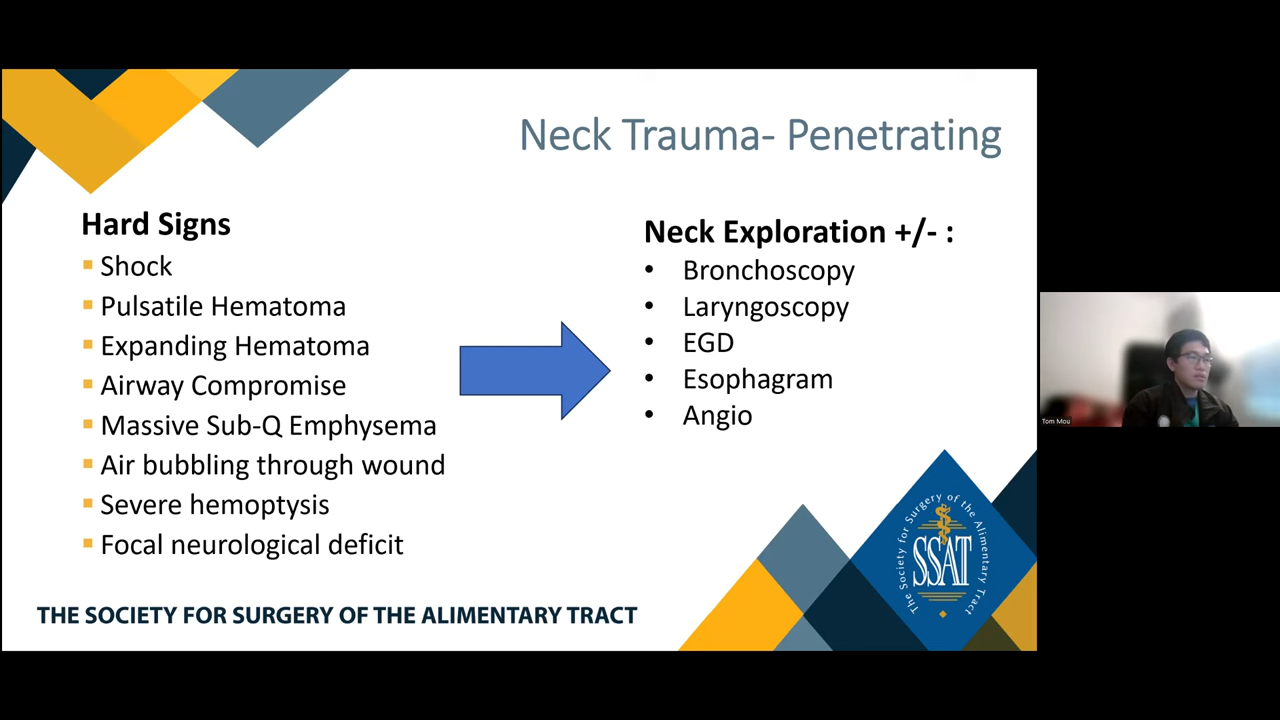 Neck Trauma- Penetrating
Hard Signs
Shock
Pulsatile Hematoma
Expanding Hematoma
Airway Compromise
Massive Sub-Q Emphysema
Air bubbling through wound
Severe hemoptysis
Focal neurological deficit
Neck Exploration +/- :
• Bronchoscopy
• Laryngoscopy
• EGD
• Esophagram
• Angio
Tom Mou
The Society for Surgery of the Alimentary Tract
SSAT
THE SOCIETY FOR SURGERY OF THE ALIMENTARY TRACT